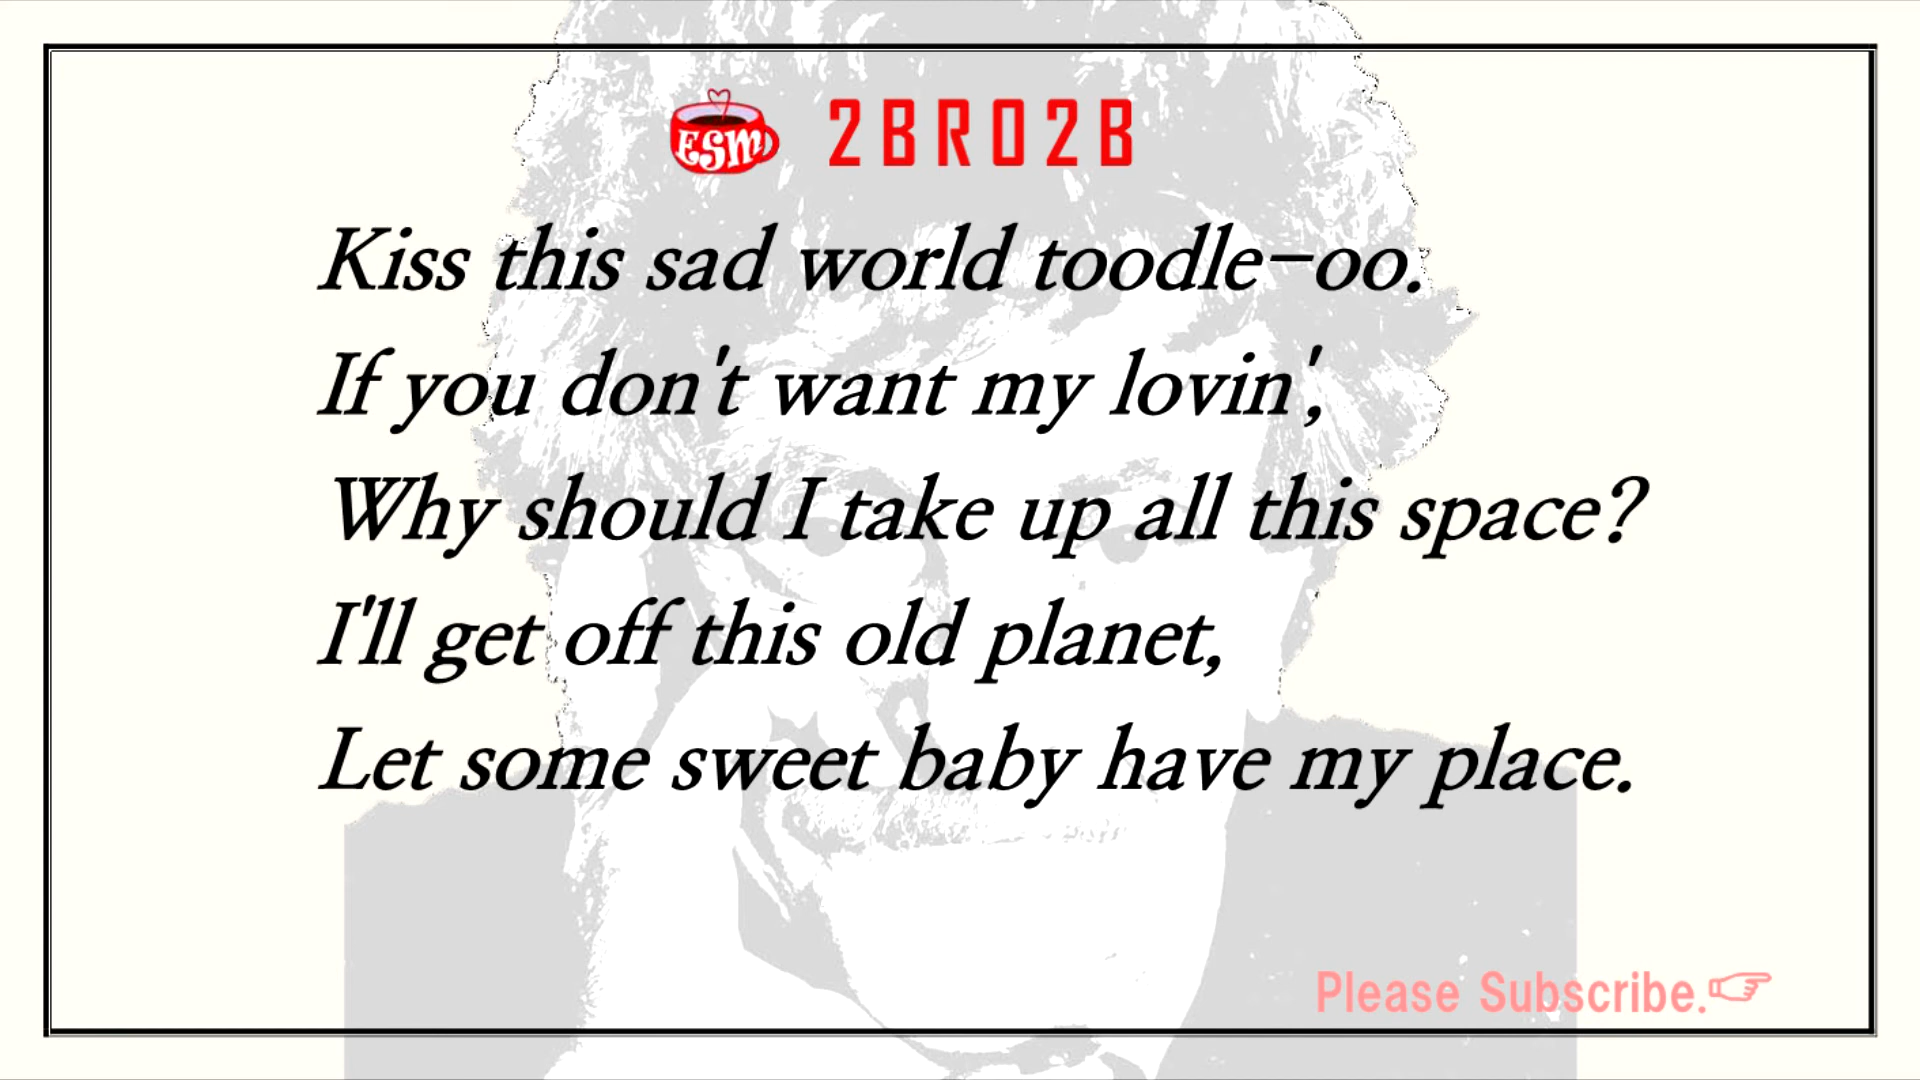 ESM 2BR02B
Kiss this sad world toodle-oo.
If you don't want my lovin',
Why should I take up all this space?
I'll get off this old planet,
Let some sweet baby have my place.
Please Subscribe.